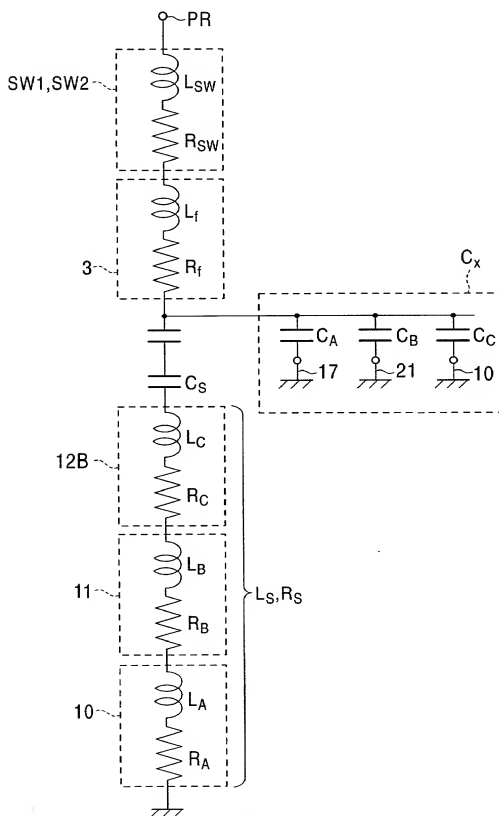 PR
SW1,SW2
L_SW
R_SW
L_f
3
R_f
C_x
C_A
C_B
C_C
17
21
10
C_S
L_C
12B
R_C
L_B
11
L_S,R_S
R_B
L_A
10
R_A